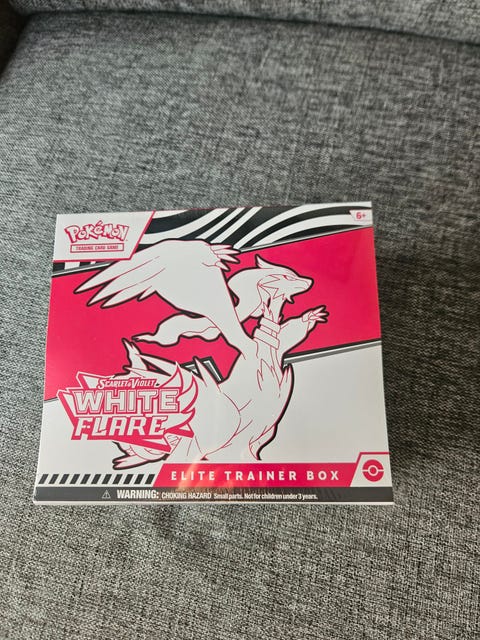 6+
POKÉMON
TRADING CARD GAME
SCARLET & VIOLET
WHITE
FLARE
ELITE TRAINER BOX
⚠ WARNING: CHOKING HAZARD Small parts. Not for children under 3 years.